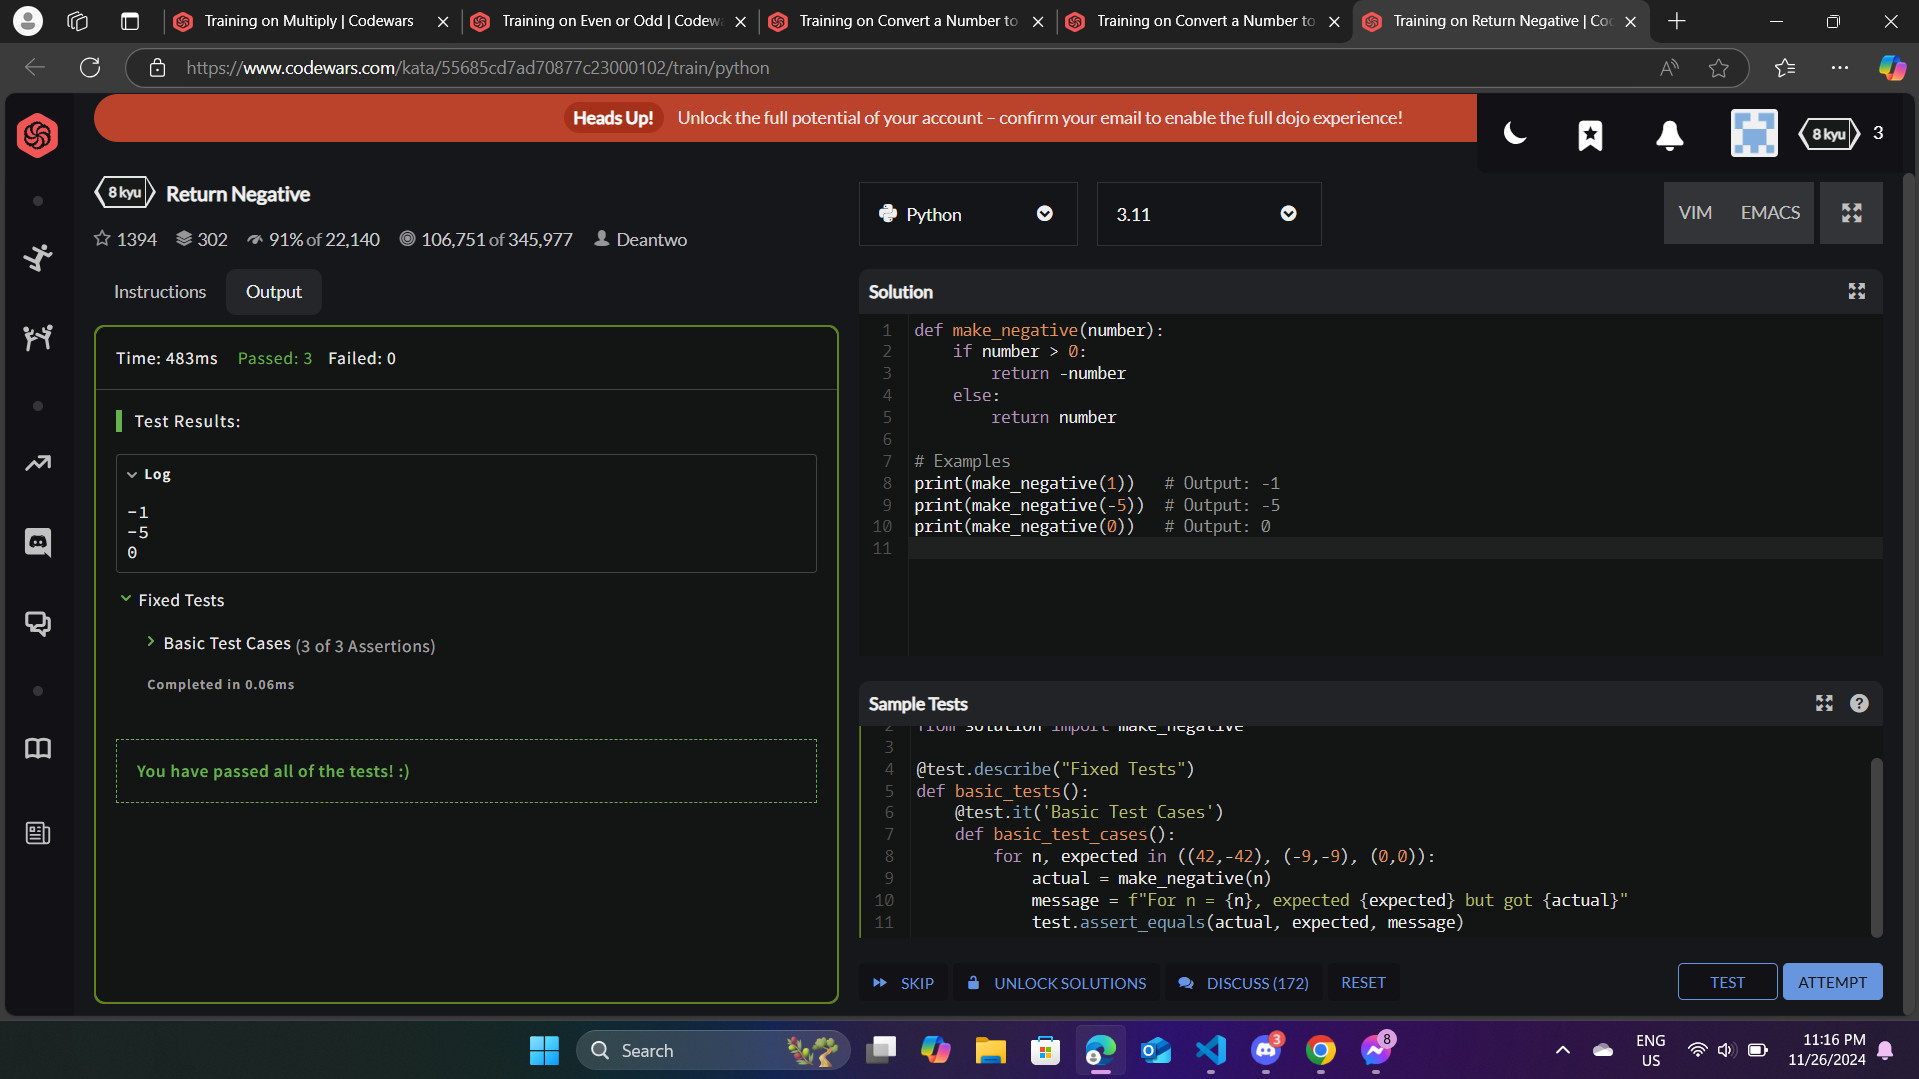 Training on Multiply | Codewars
Training on Even or Odd | Codew
Training on Convert a Number to
Training on Convert a Number to
Training on Return Negative | Co
https://www.codewars.com/kata/55685cd7ad70877c23000102/train/python
Heads Up! Unlock the full potential of your account – confirm your email to enable the full dojo experience!
8 kyu 3
8 kyu Return Negative
1394 302 91% of 22,140 106,751 of 345,977 Deantwo
Python
3.11
VIM EMACS
Instructions Output
Time: 483ms Passed: 3 Failed: 0
Test Results:
Log
-1
-5
0
Fixed Tests
Basic Test Cases (3 of 3 Assertions)
Completed in 0.06ms
You have passed all of the tests! :)
Solution
1 def make_negative(number):
2     if number > 0:
3         return -number
4     else:
5         return number
6
7 # Examples
8 print(make_negative(1))   # Output: -1
9 print(make_negative(-5))  # Output: -5
10 print(make_negative(0))   # Output: 0
11
Sample Tests
2 from solution import make_negative
3
4 @test.describe("Fixed Tests")
5 def basic_tests():
6     @test.it('Basic Test Cases')
7     def basic_test_cases():
8         for n, expected in ((42,-42), (-9,-9), (0,0)):
9             actual = make_negative(n)
10             message = f"For n = {n}, expected {expected} but got {actual}"
11             test.assert_equals(actual, expected, message)
SKIP UNLOCK SOLUTIONS DISCUSS (172) RESET
TEST ATTEMPT
Search
3
8
ENG
US
11:16 PM
11/26/2024